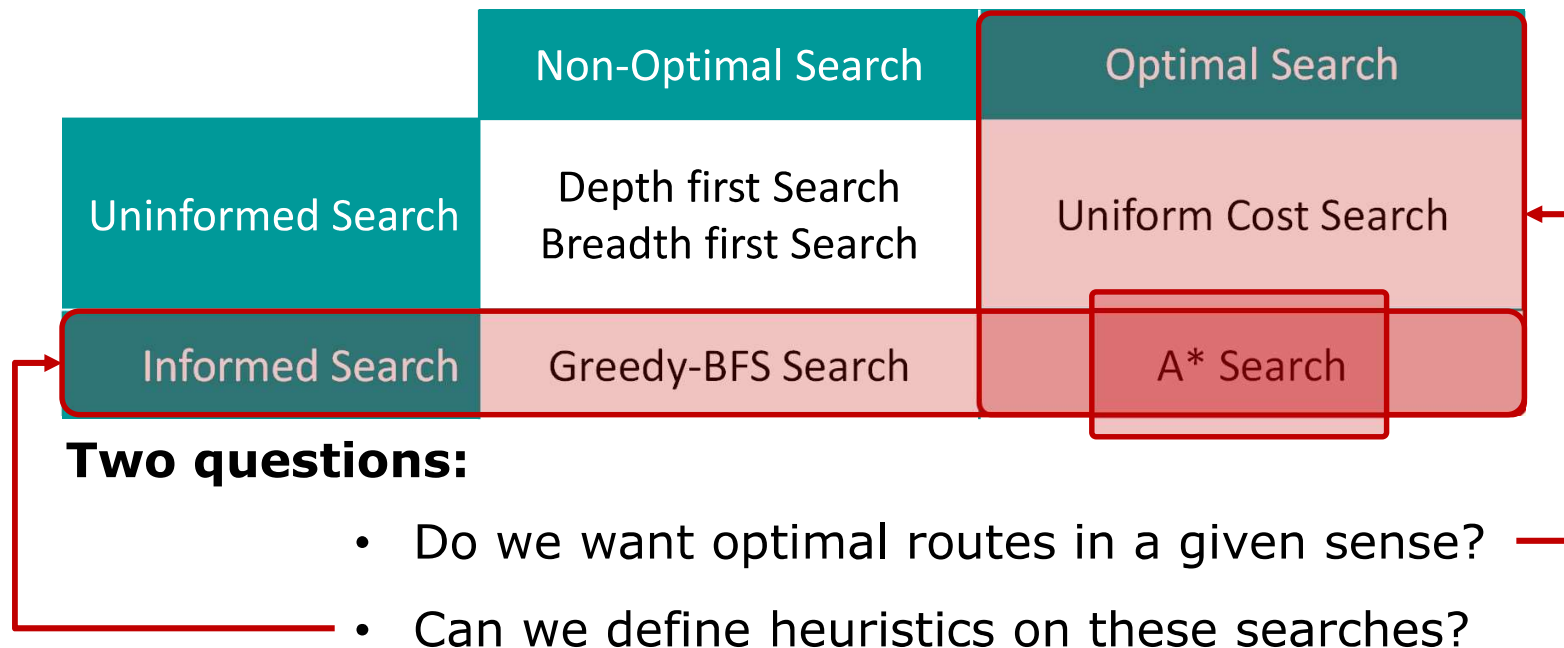 Non-Optimal Search
Optimal Search
Uninformed Search
Depth first Search
Breadth first Search
Uniform Cost Search
Informed Search
Greedy-BFS Search
A* Search
Two questions:
• Do we want optimal routes in a given sense?
• Can we define heuristics on these searches?